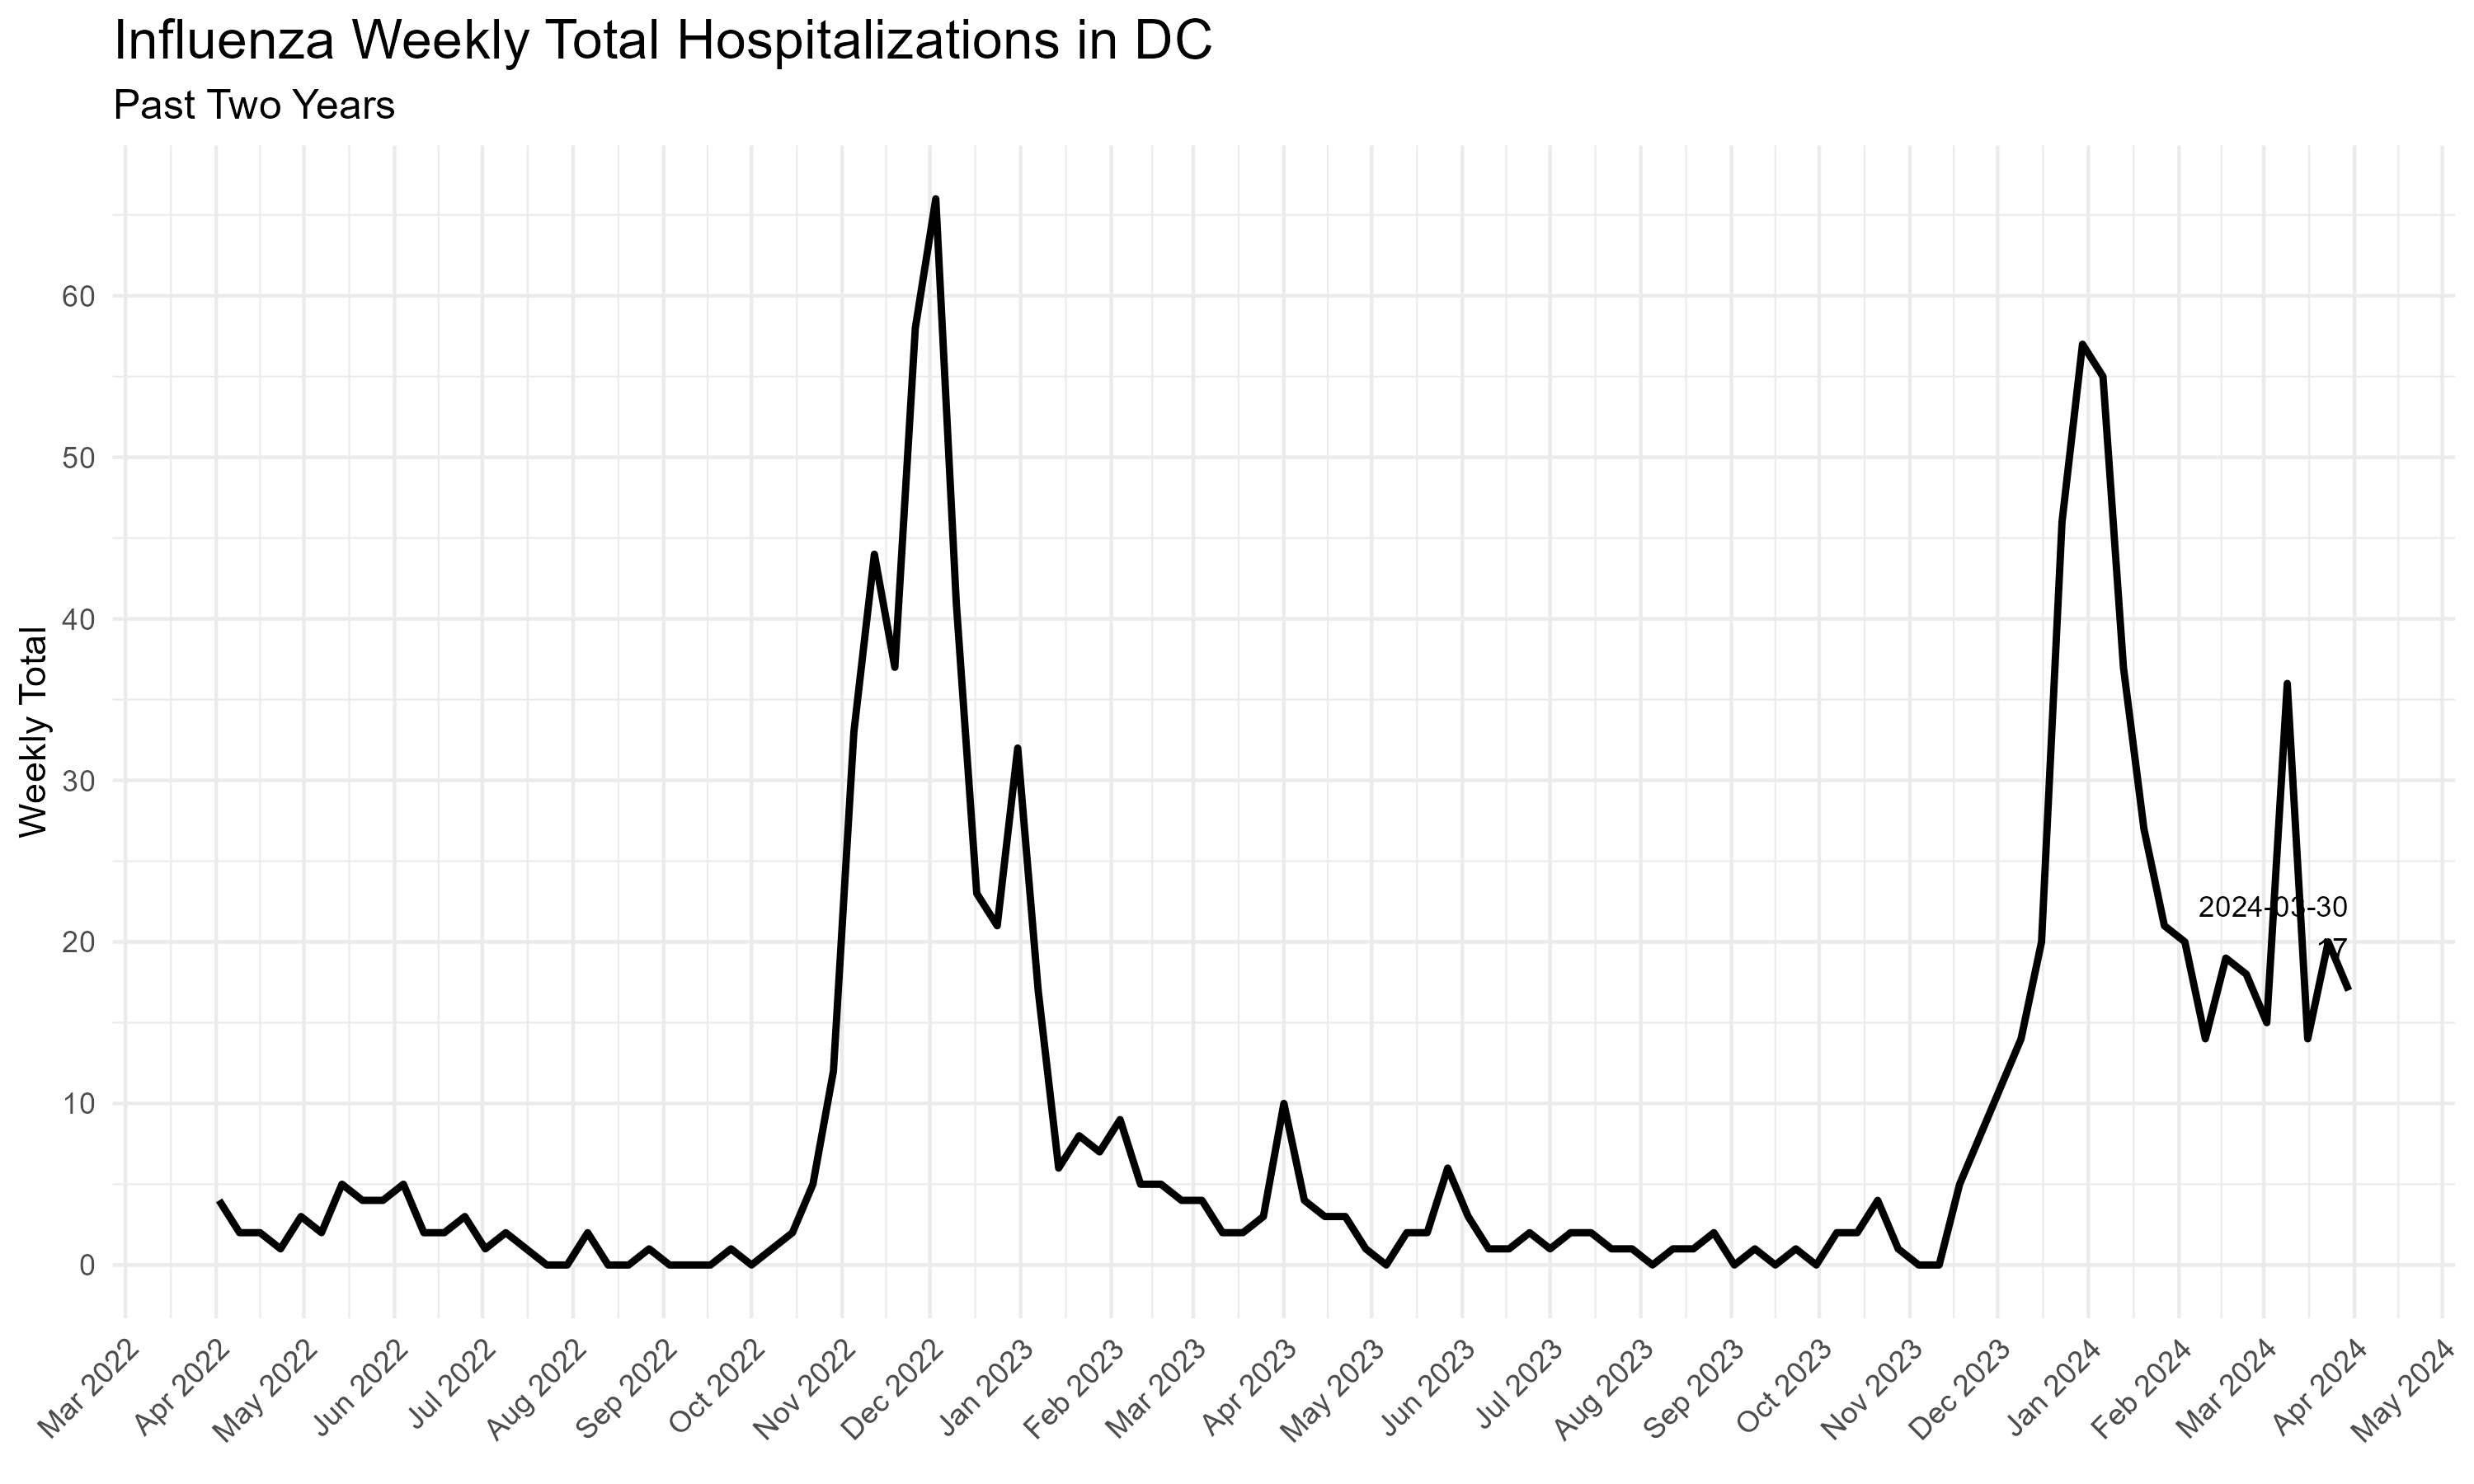 Influenza Weekly Total Hospitalizations in DC
Past Two Years
Weekly Total
60
50
40
30
20
10
0
2024-03-30
17
Mar 2022
Apr 2022
May 2022
Jun 2022
Jul 2022
Aug 2022
Sep 2022
Oct 2022
Nov 2022
Dec 2022
Jan 2023
Feb 2023
Mar 2023
Apr 2023
May 2023
Jun 2023
Jul 2023
Aug 2023
Sep 2023
Oct 2023
Nov 2023
Dec 2023
Jan 2024
Feb 2024
Mar 2024
Apr 2024
May 2024